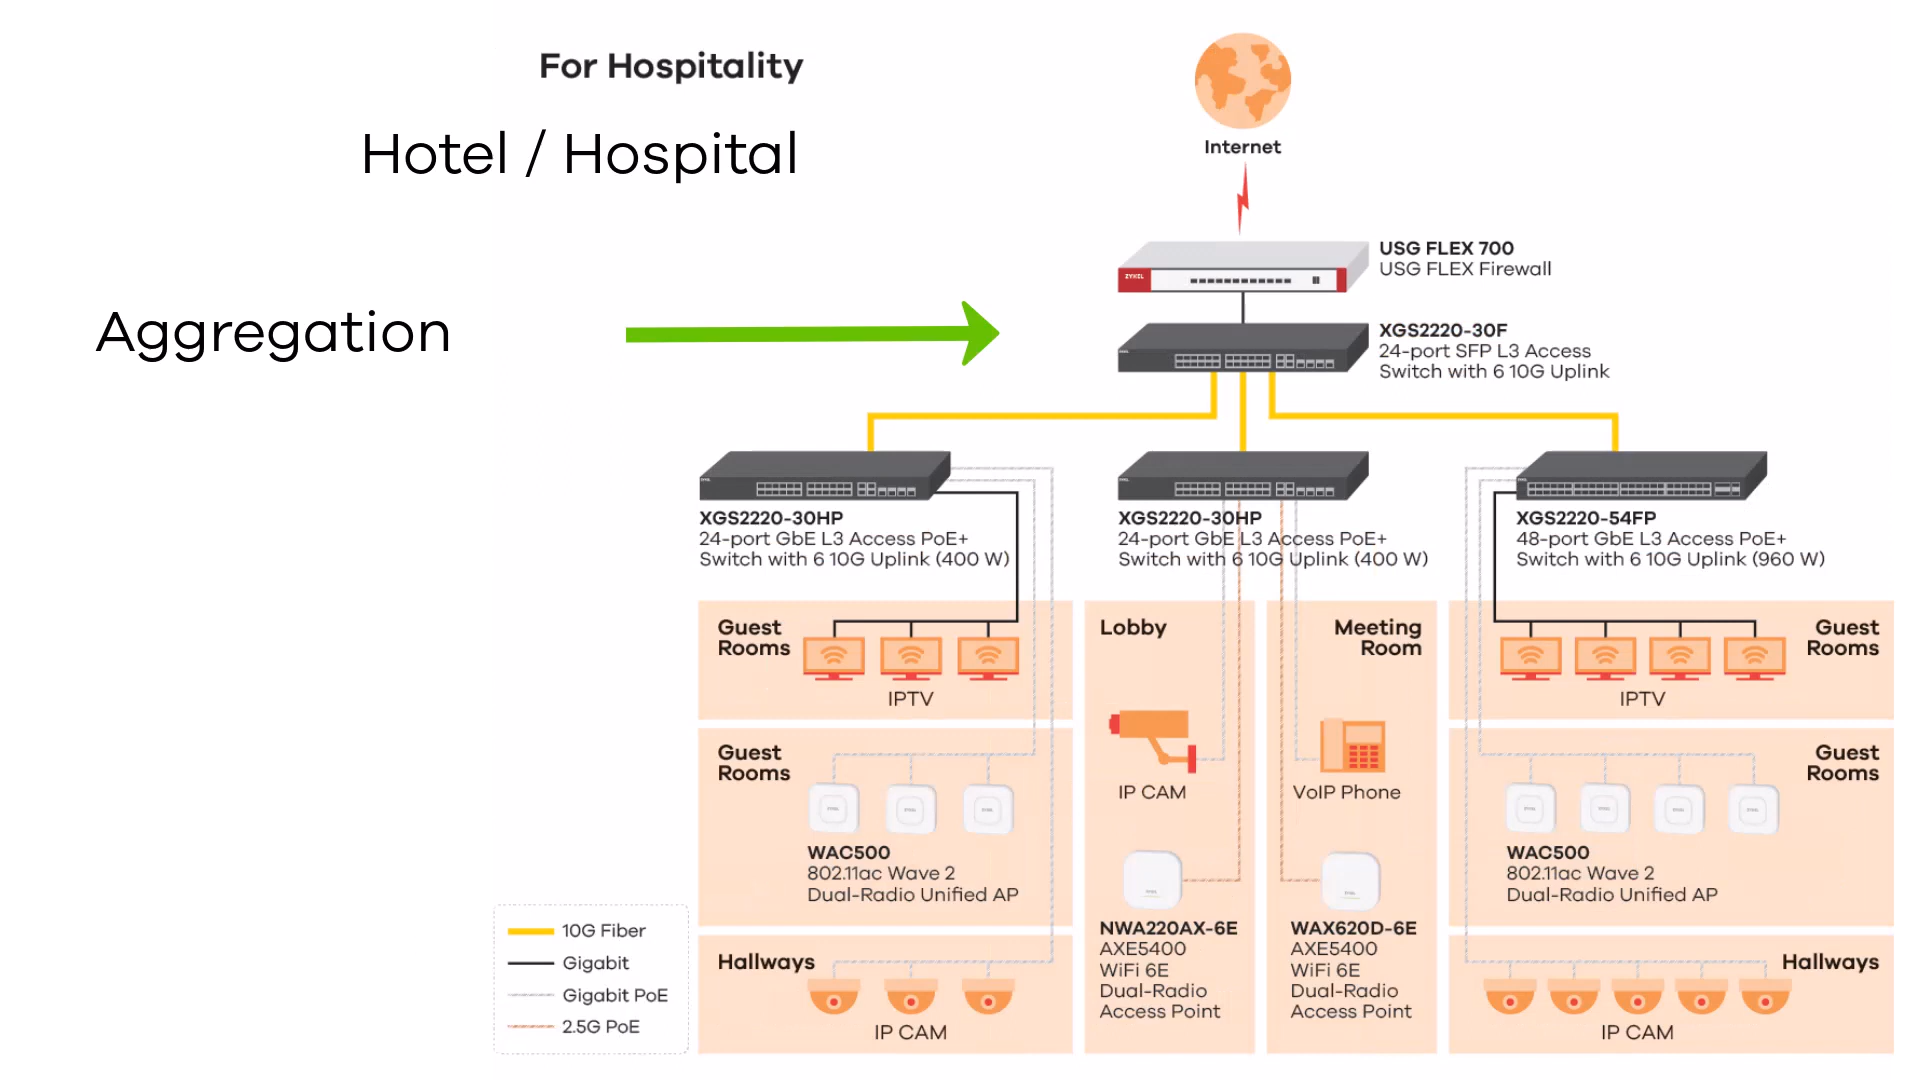 For Hospitality
Hotel / Hospital
Aggregation
Internet
ZYXEL
USG FLEX 700
USG FLEX Firewall
XGS2220-30F
24-port SFP L3 Access
Switch with 6 10G Uplink
XGS2220-30HP
24-port GbE L3 Access PoE+
Switch with 6 10G Uplink (400 W)
XGS2220-30HP
24-port GbE L3 Access PoE+
Switch with 6 10G Uplink (400 W)
XGS2220-54FP
48-port GbE L3 Access PoE+
Switch with 6 10G Uplink (960 W)
Guest
Rooms
IPTV
Guest
Rooms
WAC500
802.11ac Wave 2
Dual-Radio Unified AP
Hallways
IP CAM
Lobby
IP CAM
NWA220AX-6E
AXE5400
WiFi 6E
Dual-Radio
Access Point
Meeting
Room
VoIP Phone
WAX620D-6E
AXE5400
WiFi 6E
Dual-Radio
Access Point
Guest
Rooms
IPTV
Guest
Rooms
WAC500
802.11ac Wave 2
Dual-Radio Unified AP
Hallways
IP CAM
10G Fiber
Gigabit
Gigabit PoE
2.5G PoE